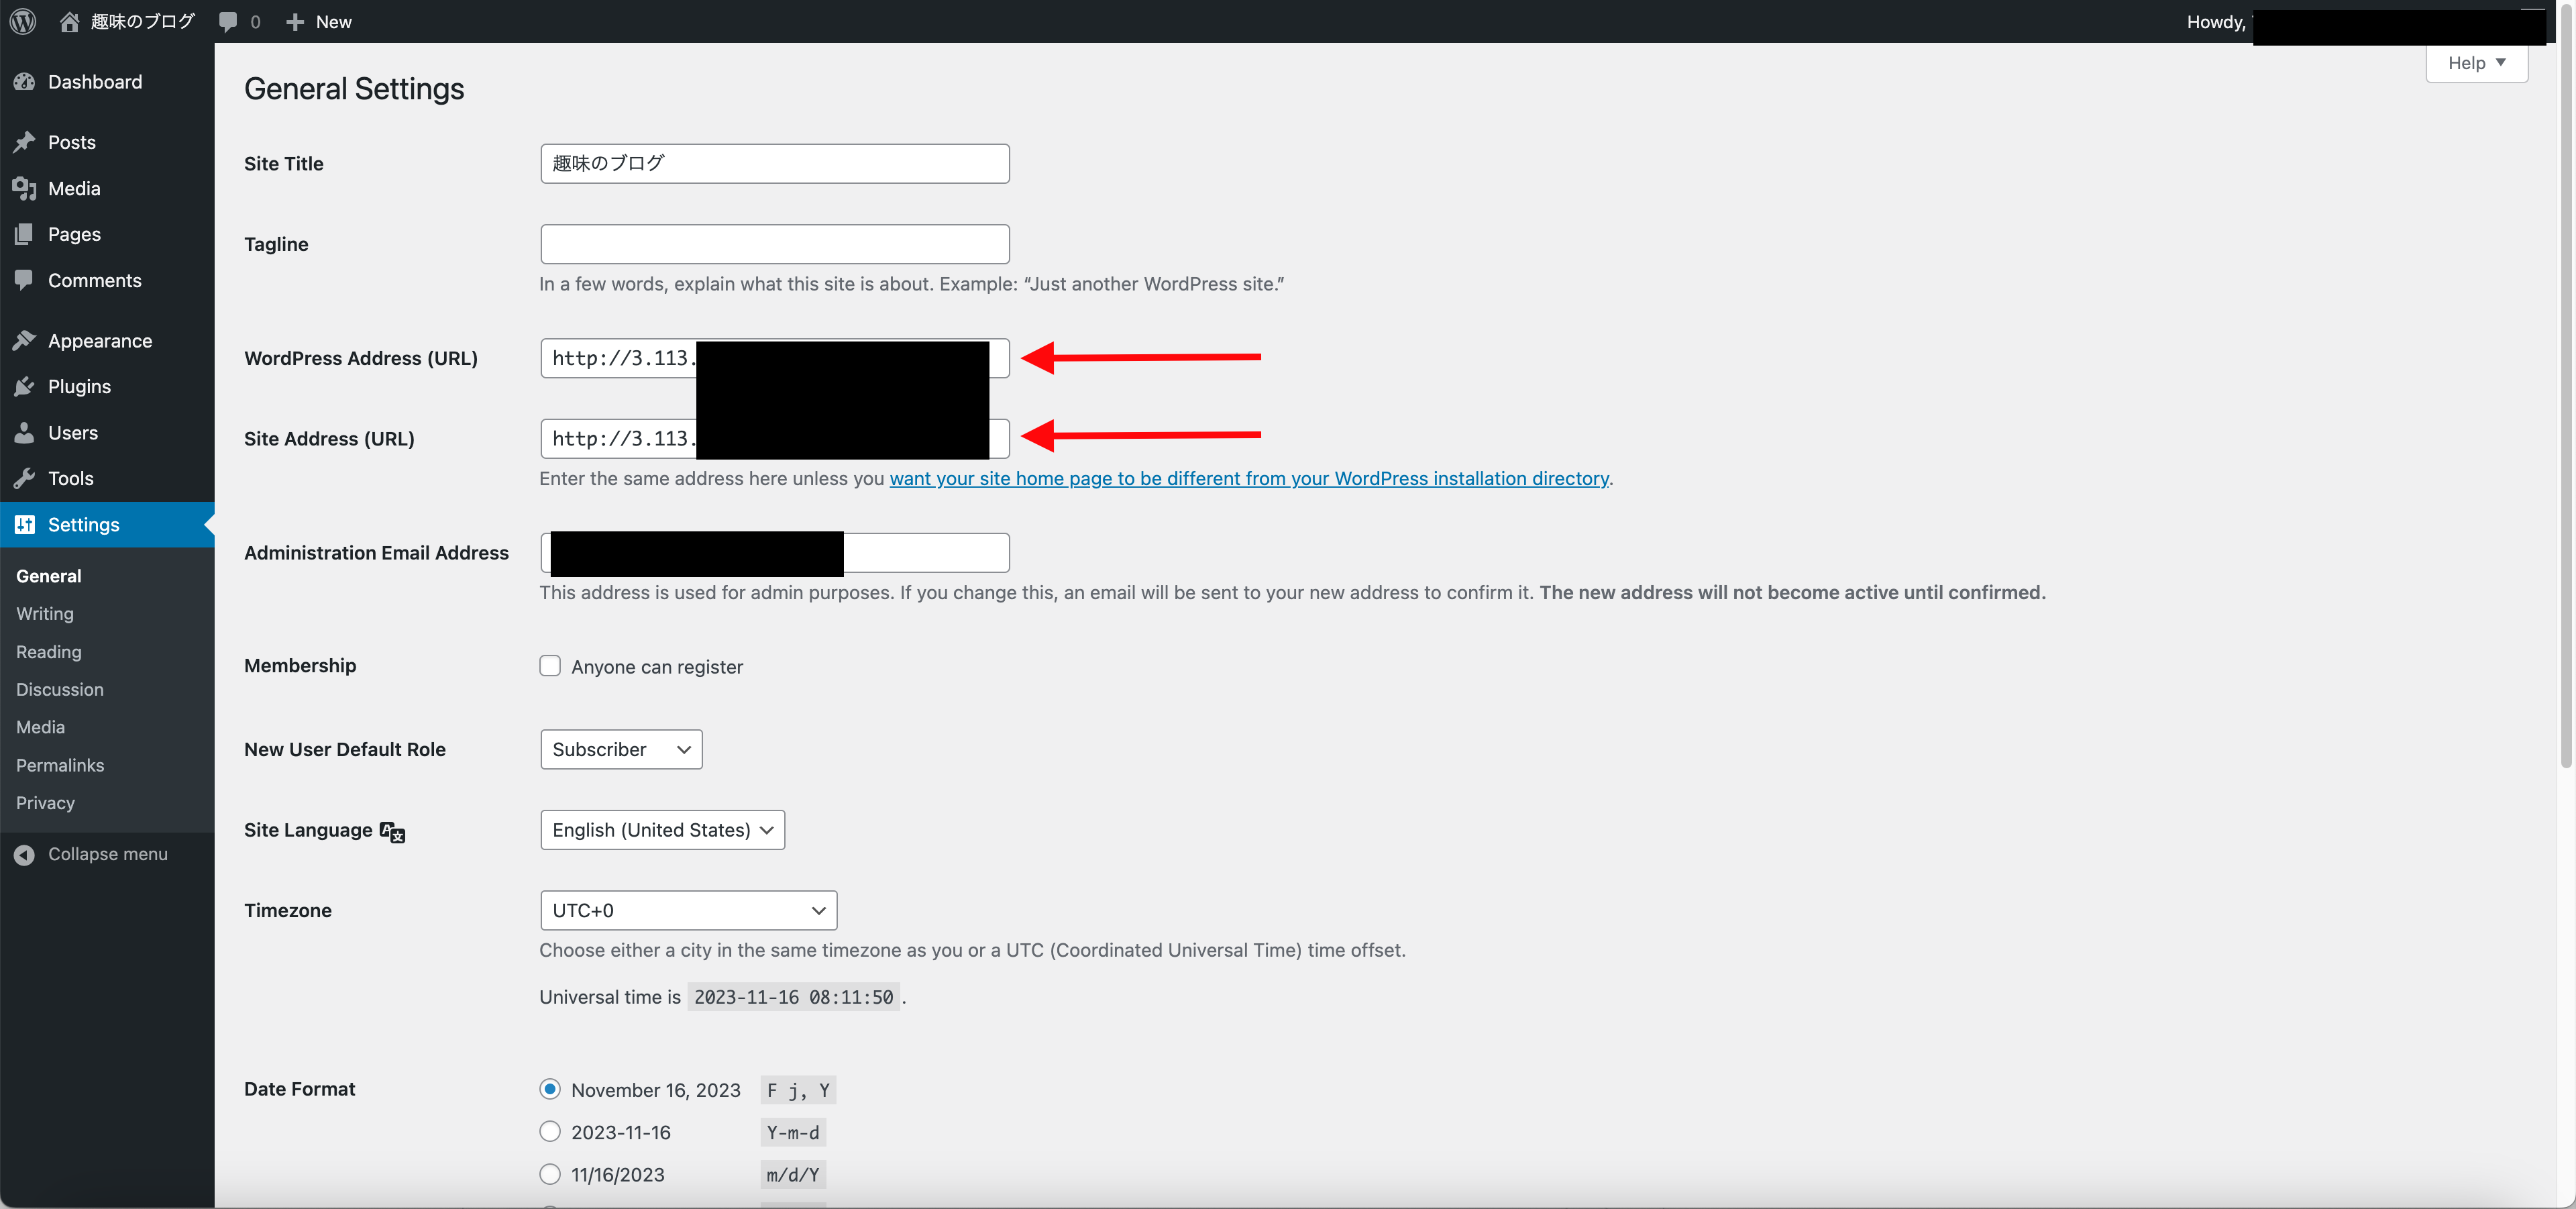 趣味のブログ 0 New Howdy,
Help
Dashboard
Posts
Media
Pages
Comments
Appearance
Plugins
Users
Tools
Settings
General
Writing
Reading
Discussion
Media
Permalinks
Privacy
Collapse menu
General Settings
Site Title 趣味のブログ
Tagline
In a few words, explain what this site is about. Example: “Just another WordPress site.”
WordPress Address (URL) http://3.113.
Site Address (URL) http://3.113.
Enter the same address here unless you want your site home page to be different from your WordPress installation directory.
Administration Email Address
This address is used for admin purposes. If you change this, an email will be sent to your new address to confirm it. The new address will not become active until confirmed.
Membership Anyone can register
New User Default Role Subscriber
Site Language English (United States)
Timezone UTC+0
Choose either a city in the same timezone as you or a UTC (Coordinated Universal Time) time offset.
Universal time is 2023-11-16 08:11:50 .
Date Format November 16, 2023 F j, Y
2023-11-16 Y-m-d
11/16/2023 m/d/Y